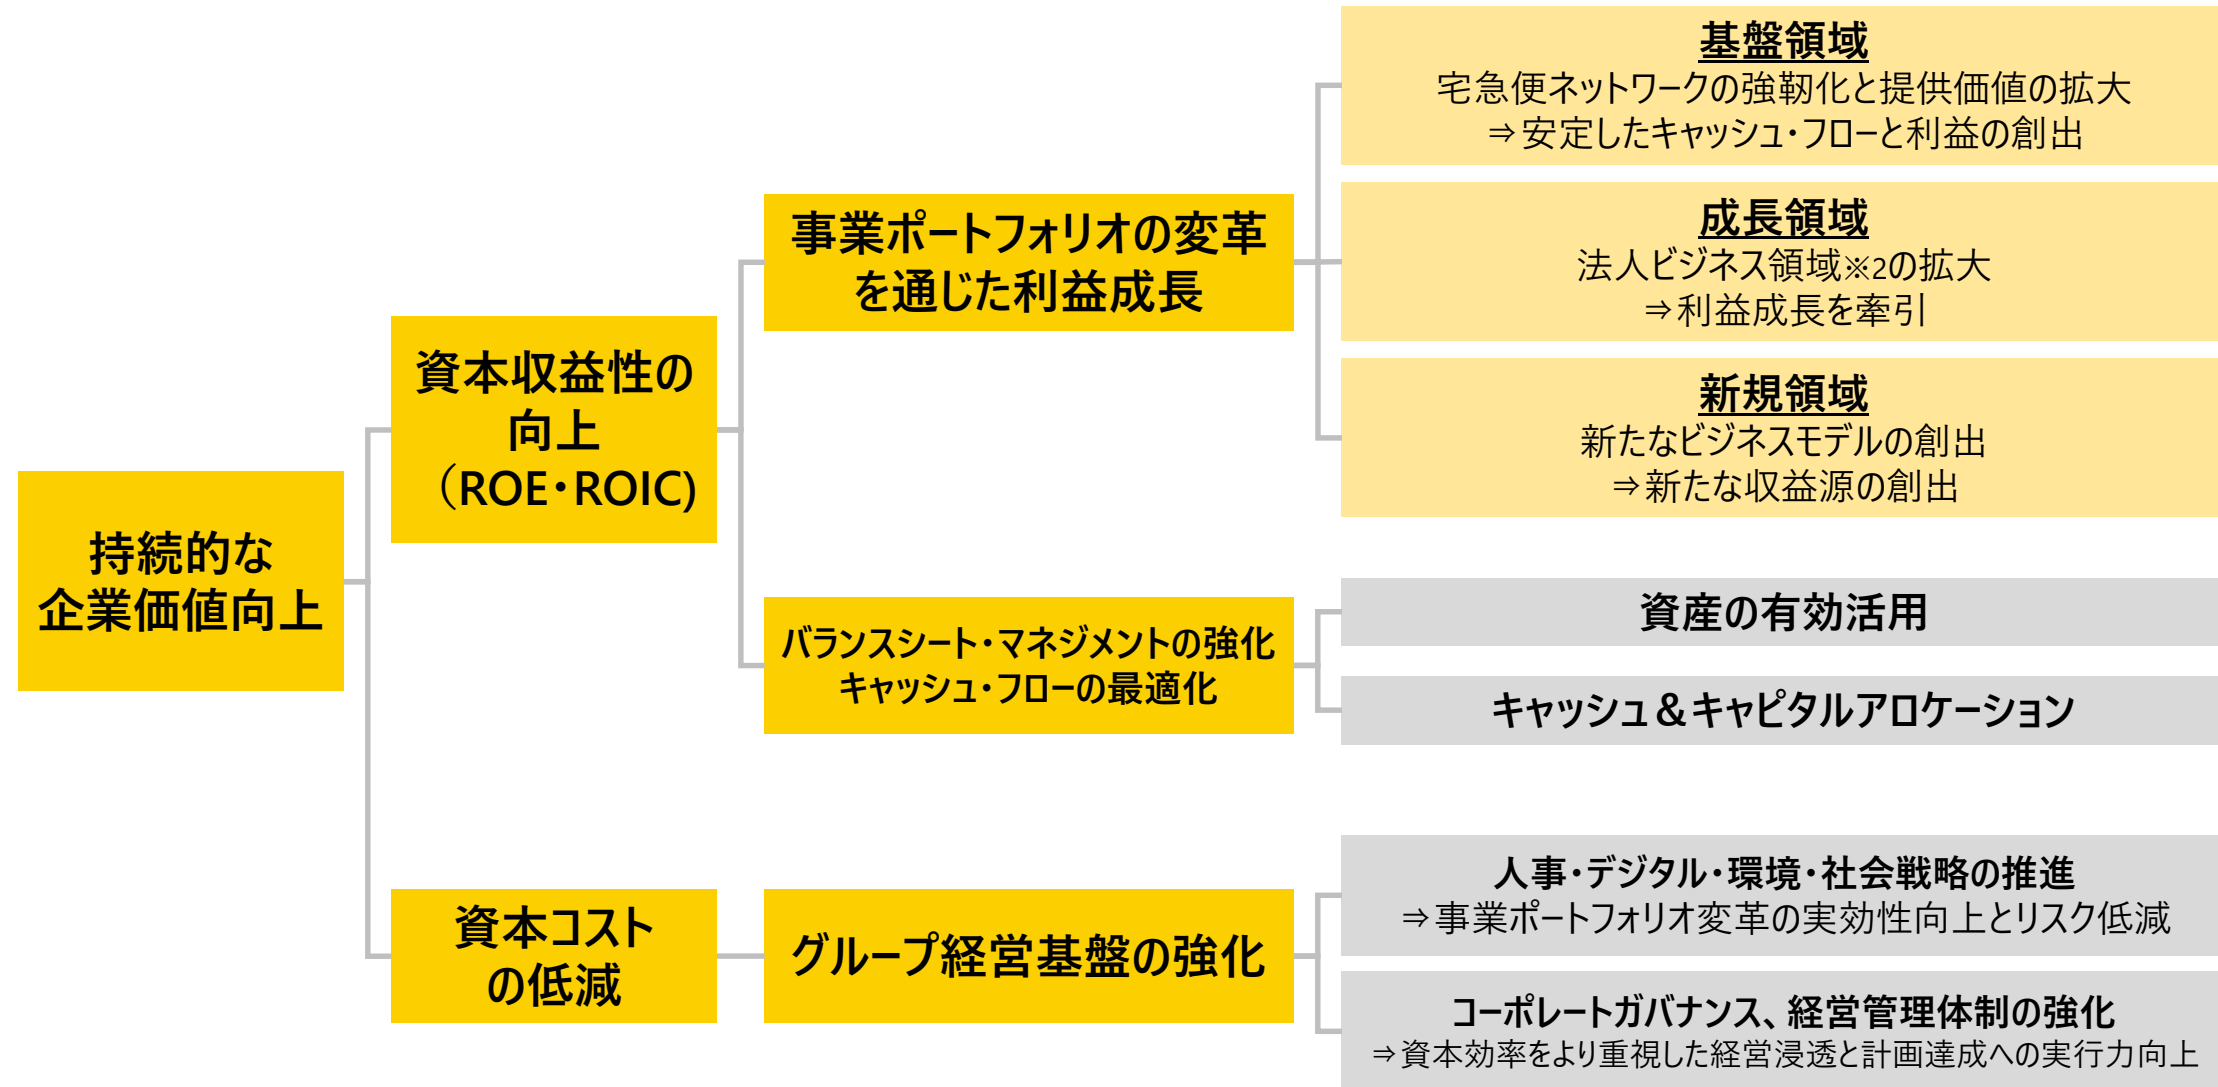 持続的な
企業価値向上
資本収益性の
向上
（ROE・ROIC)
事業ポートフォリオの変革
を通じた利益成長
基盤領域
宅急便ネットワークの強靭化と提供価値の拡大
⇒安定したキャッシュ・フローと利益の創出
成長領域
法人ビジネス領域※2の拡大
⇒利益成長を牽引
新規領域
新たなビジネスモデルの創出
⇒新たな収益源の創出
バランスシート・マネジメントの強化
キャッシュ・フローの最適化
資産の有効活用
キャッシュ＆キャピタルアロケーション
資本コスト
の低減
グループ経営基盤の強化
人事・デジタル・環境・社会戦略の推進
⇒事業ポートフォリオ変革の実効性向上とリスク低減
コーポレートガバナンス、経営管理体制の強化
⇒資本効率をより重視した経営浸透と計画達成への実行力向上